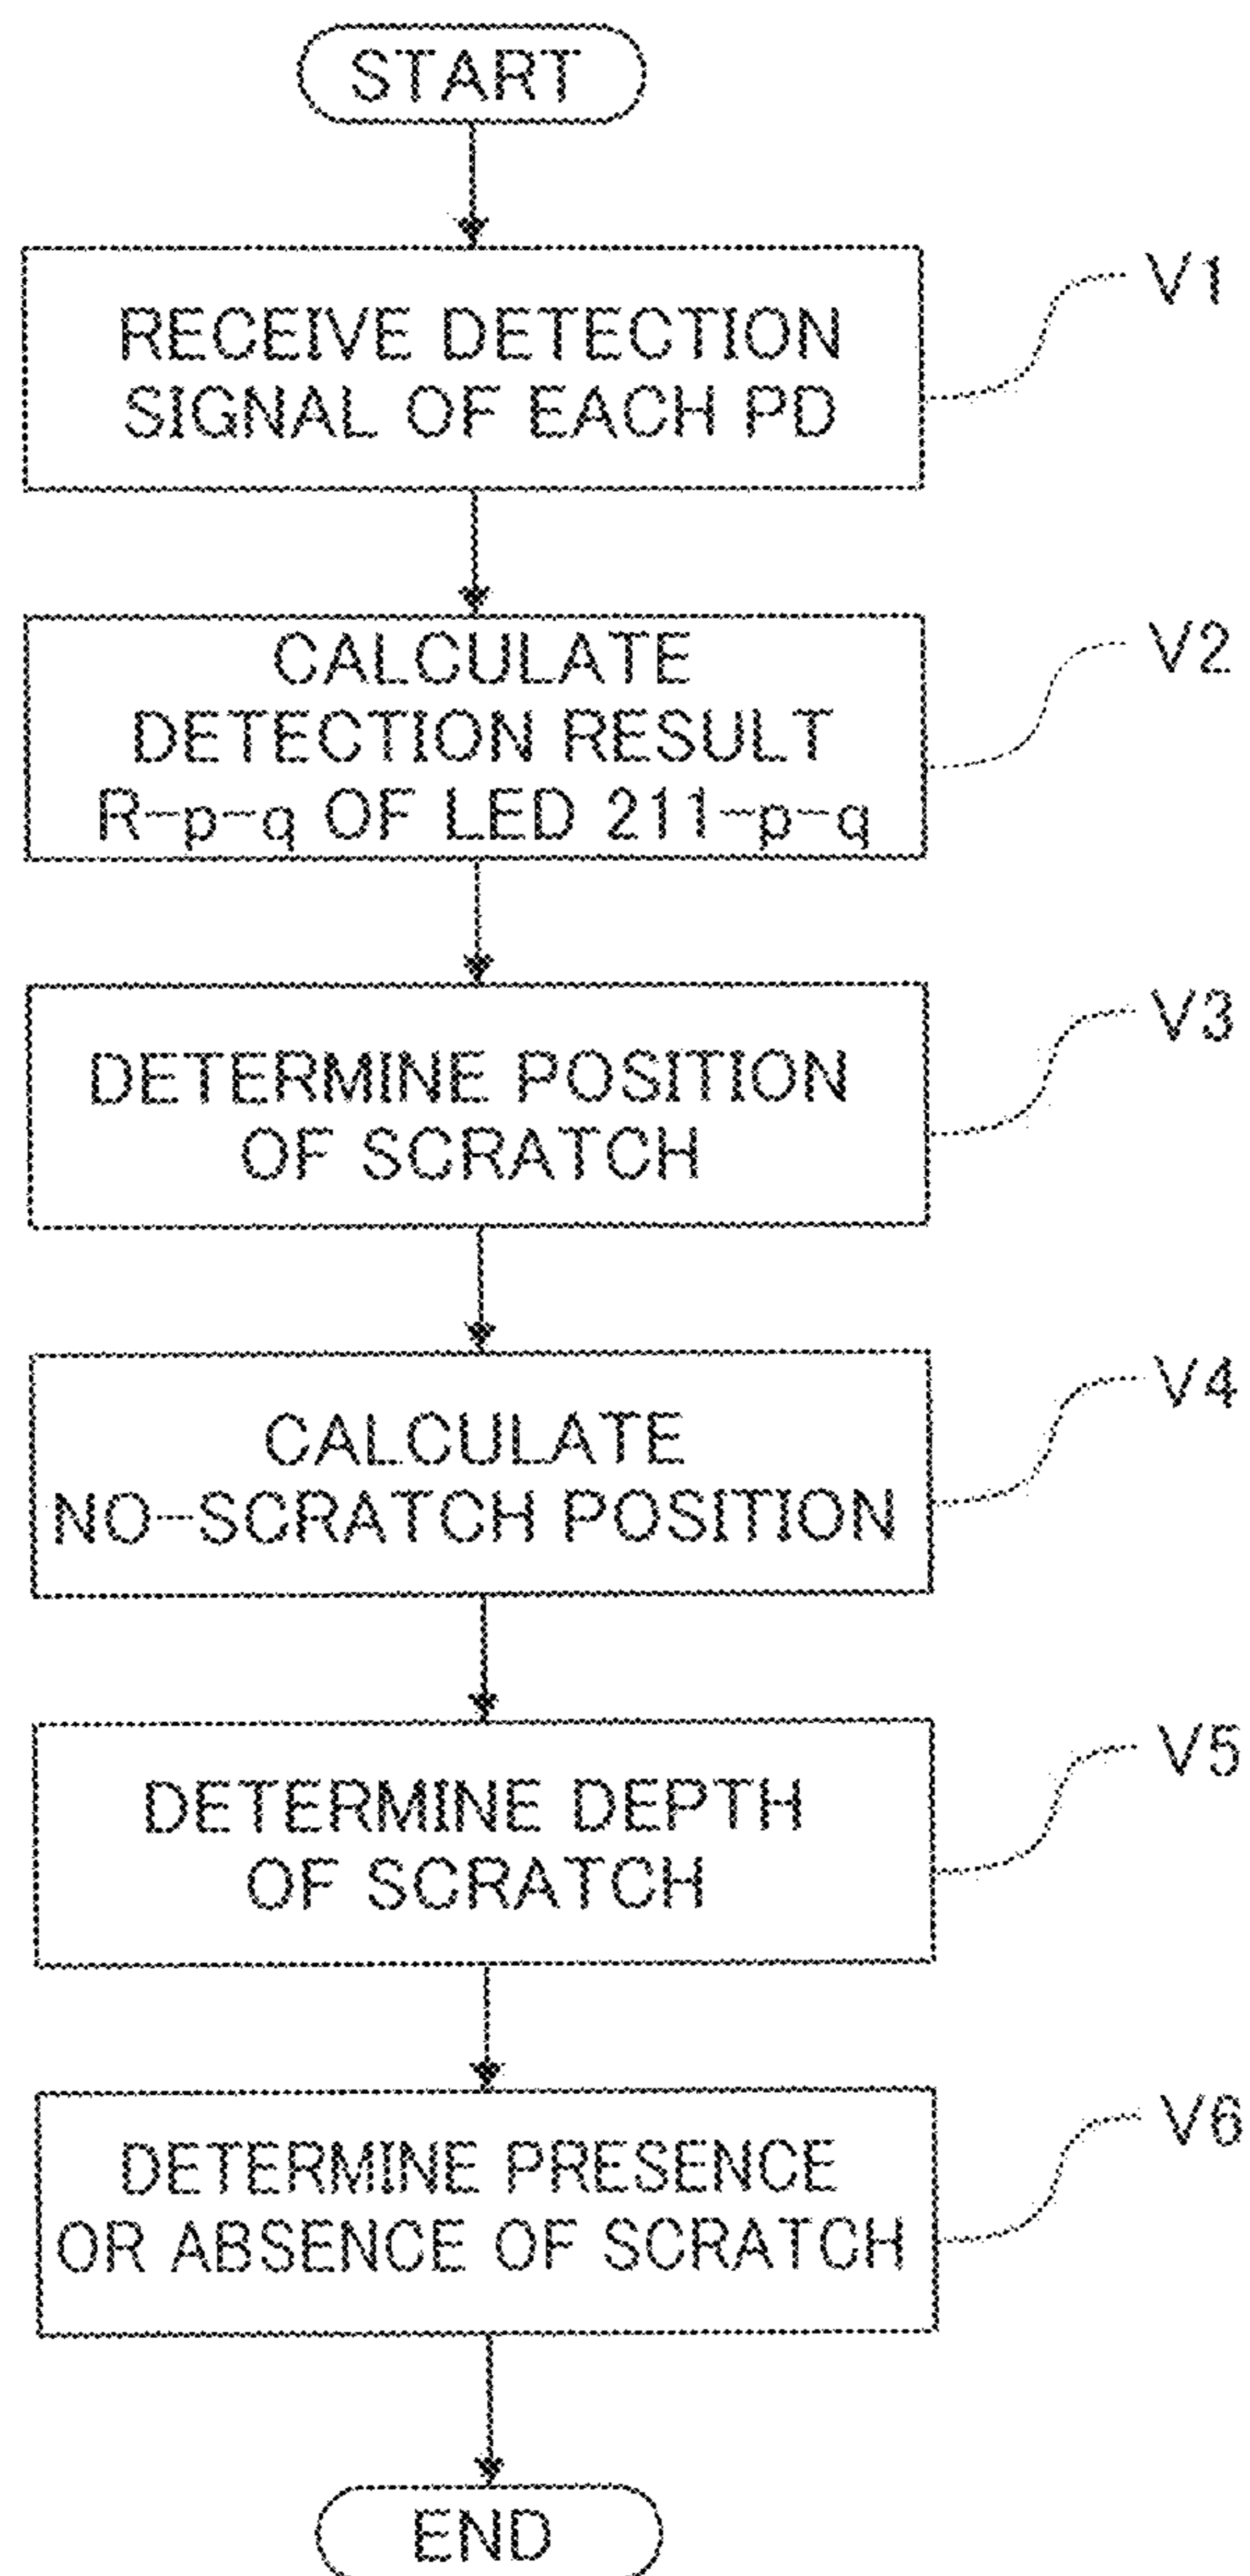 START
RECEIVE DETECTION
SIGNAL OF EACH PD
V1
CALCULATE
DETECTION RESULT
R-p-q OF LED 211-p-q
V2
DETERMINE POSITION
OF SCRATCH
V3
CALCULATE
NO-SCRATCH POSITION
V4
DETERMINE DEPTH
OF SCRATCH
V5
DETERMINE PRESENCE
OR ABSENCE OF SCRATCH
V6
END